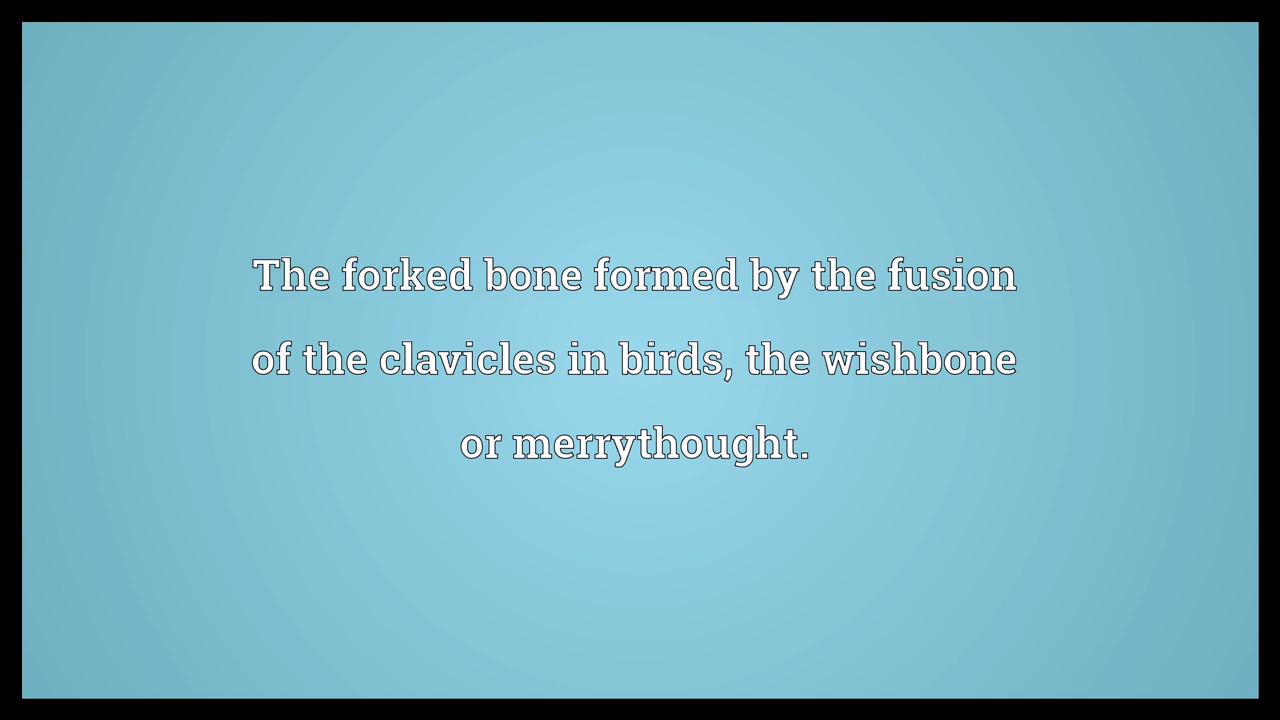 The forked bone formed by the fusion
of the clavicles in birds, the wishbone
or merrythought.